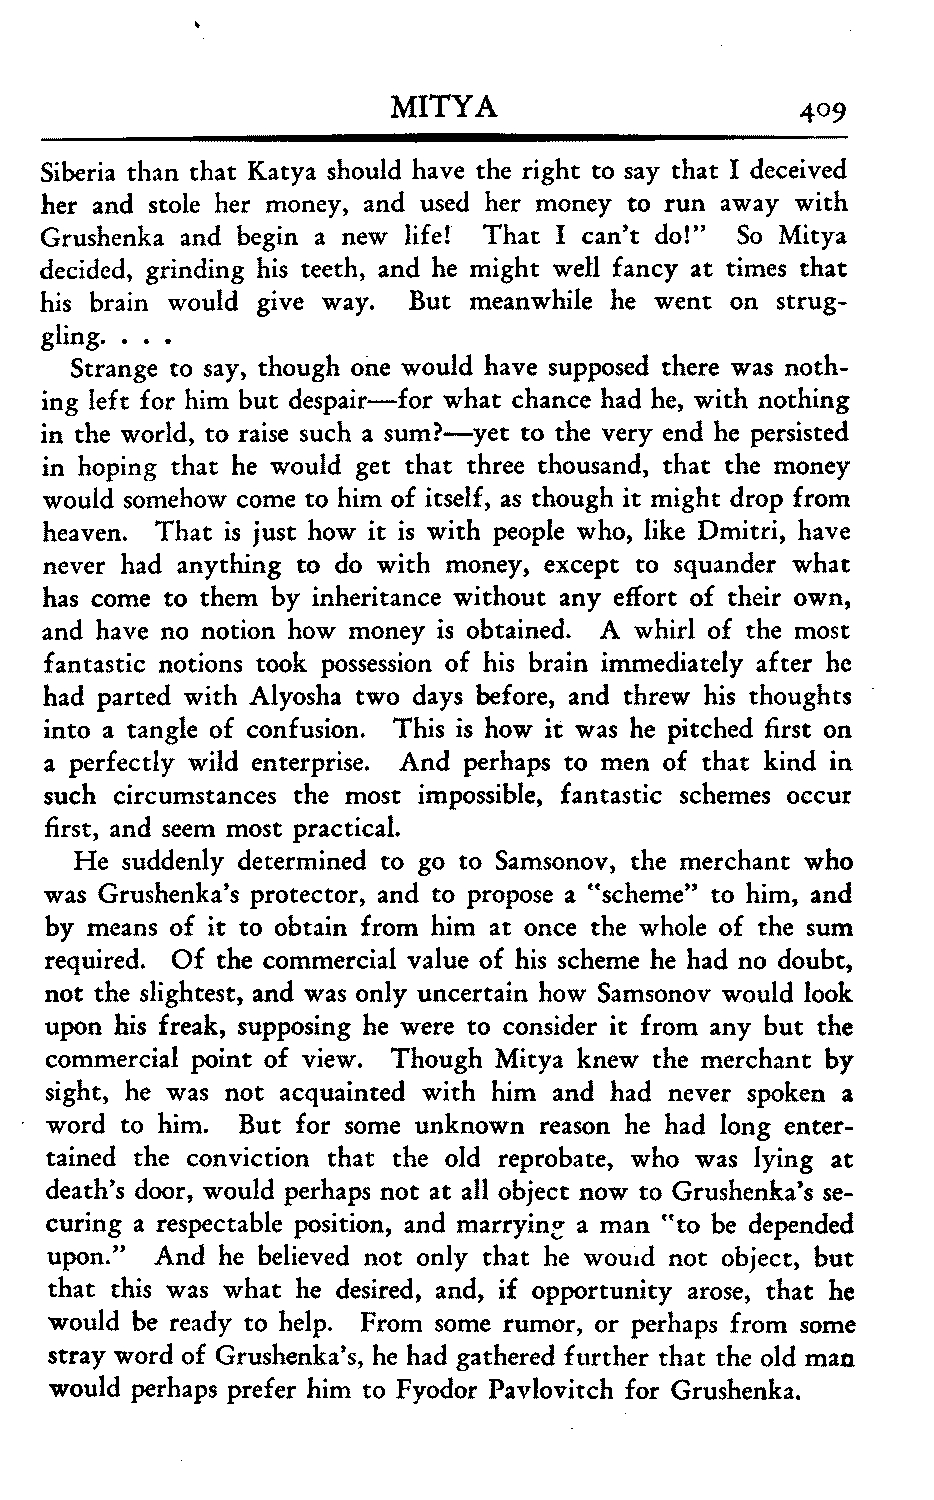 MITYA 409
Siberia than that Katya should have the right to say that I deceived
her and stole her money, and used her money to run away with
Grushenka and begin a new life! That I can't do!" So Mitya
decided, grinding his teeth, and he might well fancy at times that
his brain would give way. But meanwhile he went on strug-
gling. . . .
Strange to say, though one would have supposed there was noth-
ing left for him but despair—for what chance had he, with nothing
in the world, to raise such a sum?—yet to the very end he persisted
in hoping that he would get that three thousand, that the money
would somehow come to him of itself, as though it might drop from
heaven. That is just how it is with people who, like Dmitri, have
never had anything to do with money, except to squander what
has come to them by inheritance without any effort of their own,
and have no notion how money is obtained. A whirl of the most
fantastic notions took possession of his brain immediately after he
had parted with Alyosha two days before, and threw his thoughts
into a tangle of confusion. This is how it was he pitched first on
a perfectly wild enterprise. And perhaps to men of that kind in
such circumstances the most impossible, fantastic schemes occur
first, and seem most practical.
He suddenly determined to go to Samsonov, the merchant who
was Grushenka's protector, and to propose a "scheme" to him, and
by means of it to obtain from him at once the whole of the sum
required. Of the commercial value of his scheme he had no doubt,
not the slightest, and was only uncertain how Samsonov would look
upon his freak, supposing he were to consider it from any but the
commercial point of view. Though Mitya knew the merchant by
sight, he was not acquainted with him and had never spoken a
word to him. But for some unknown reason he had long enter-
tained the conviction that the old reprobate, who was lying at
death's door, would perhaps not at all object now to Grushenka's se-
curing a respectable position, and marrying a man "to be depended
upon." And he believed not only that he would not object, but
that this was what he desired, and, if opportunity arose, that he
would be ready to help. From some rumor, or perhaps from some
stray word of Grushenka's, he had gathered further that the old man
would perhaps prefer him to Fyodor Pavlovitch for Grushenka.